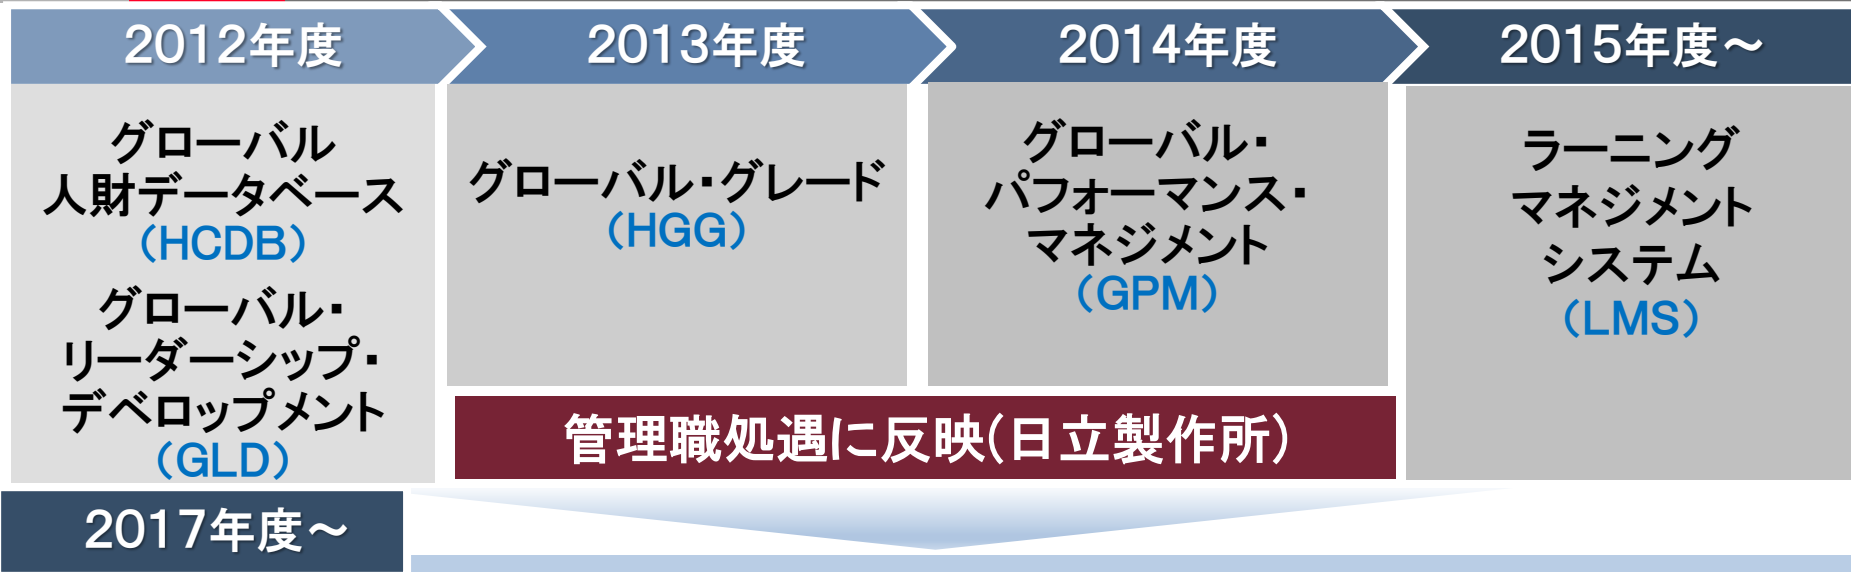 2012年度
2013年度
2014年度
2015年度～
グローバル
人財データベース
（HCDB）
グローバル・
リーダーシップ・
デベロップメント
（GLD）
グローバル・グレード
（HGG）
グローバル・
パフォーマンス・
マネジメント
（GPM）
ラーニング
マネジメント
システム
（LMS）
管理職処遇に反映(日立製作所)
2017年度～